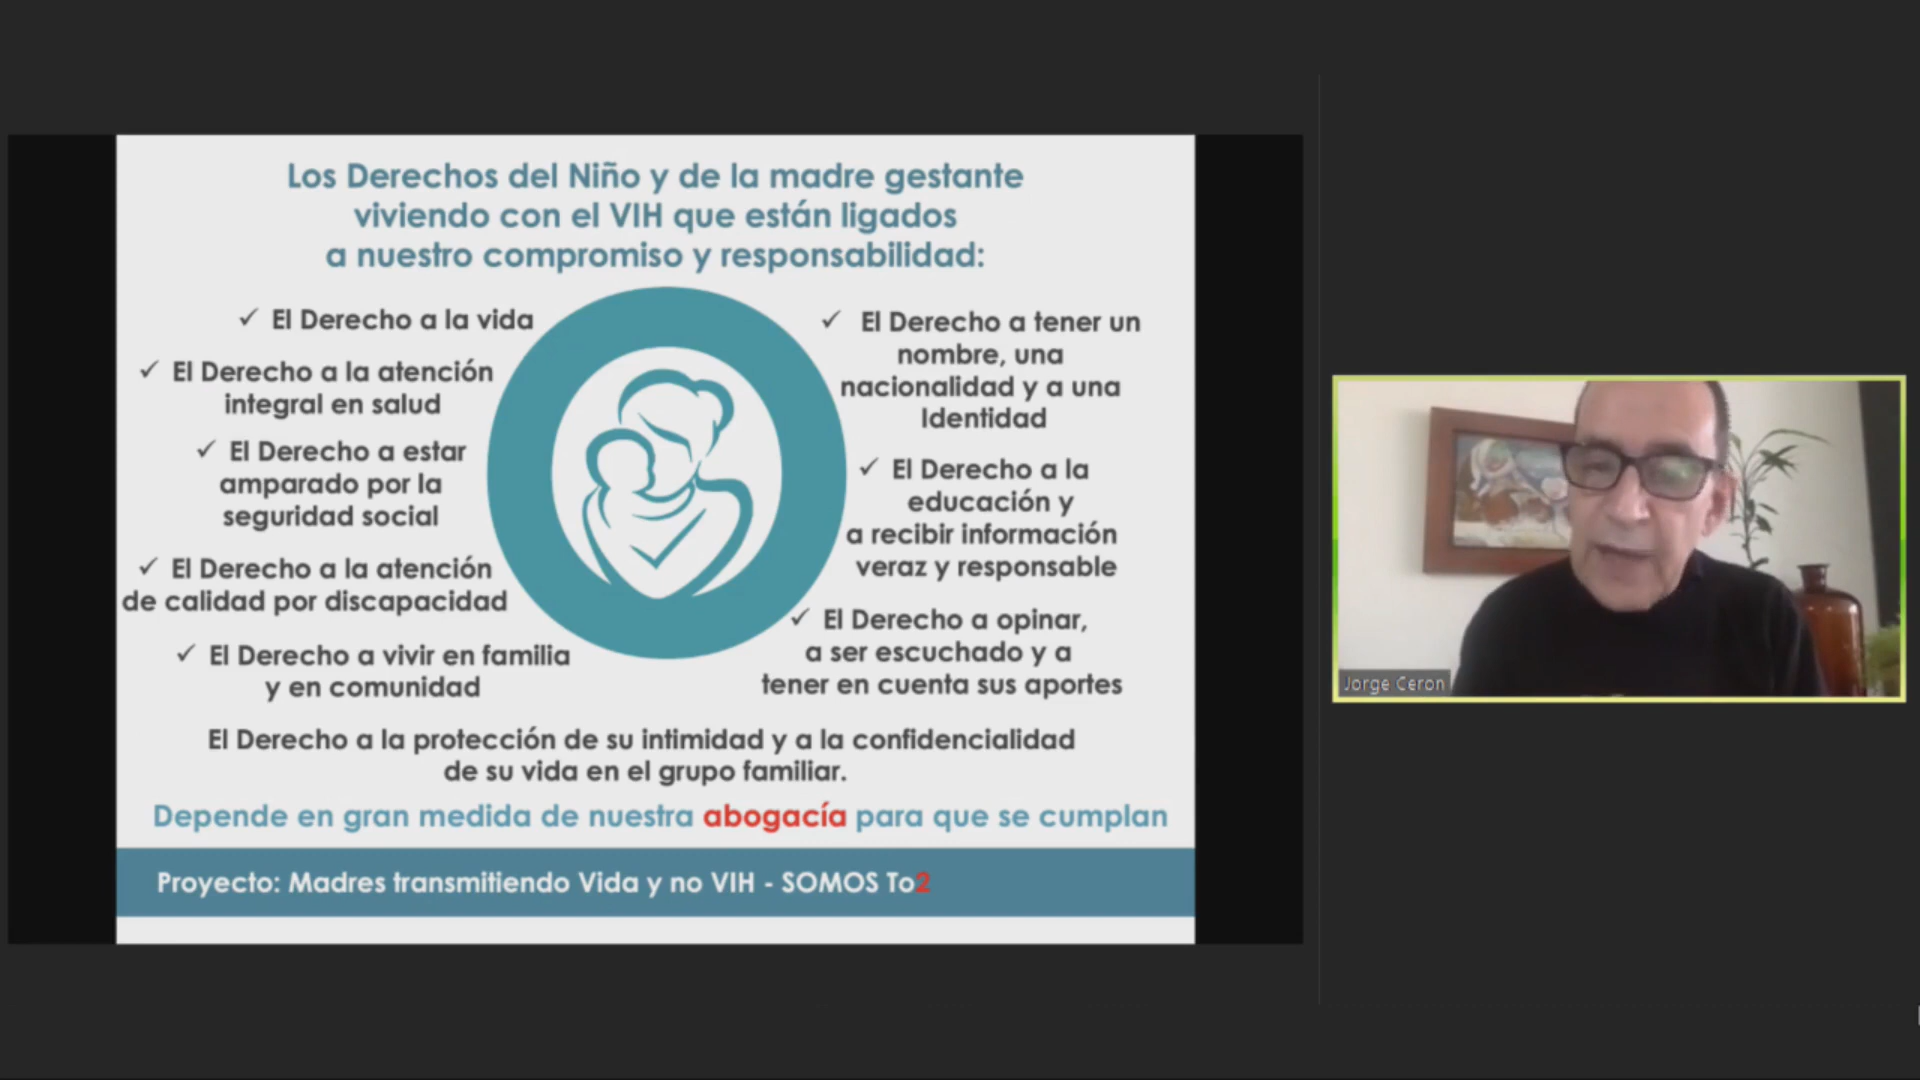 Los Derechos del Niño y de la madre gestante
viviendo con el VIH que están ligados
a nuestro compromiso y responsabilidad:
✓ El Derecho a la vida
✓ El Derecho a la atención
integral en salud
✓ El Derecho a estar
amparado por la
seguridad social
✓ El Derecho a la atención
de calidad por discapacidad
✓ El Derecho a vivir en familia
y en comunidad
✓ El Derecho a tener un
nombre, una
nacionalidad y a una
Identidad
✓ El Derecho a la
educación y
a recibir información
veraz y responsable
✓ El Derecho a opinar,
a ser escuchado y a
tener en cuenta sus aportes
El Derecho a la protección de su intimidad y a la confidencialidad
de su vida en el grupo familiar.
Depende en gran medida de nuestra abogacía para que se cumplan
Proyecto: Madres transmitiendo Vida y no VIH - SOMOS To2
Jorge Ceron